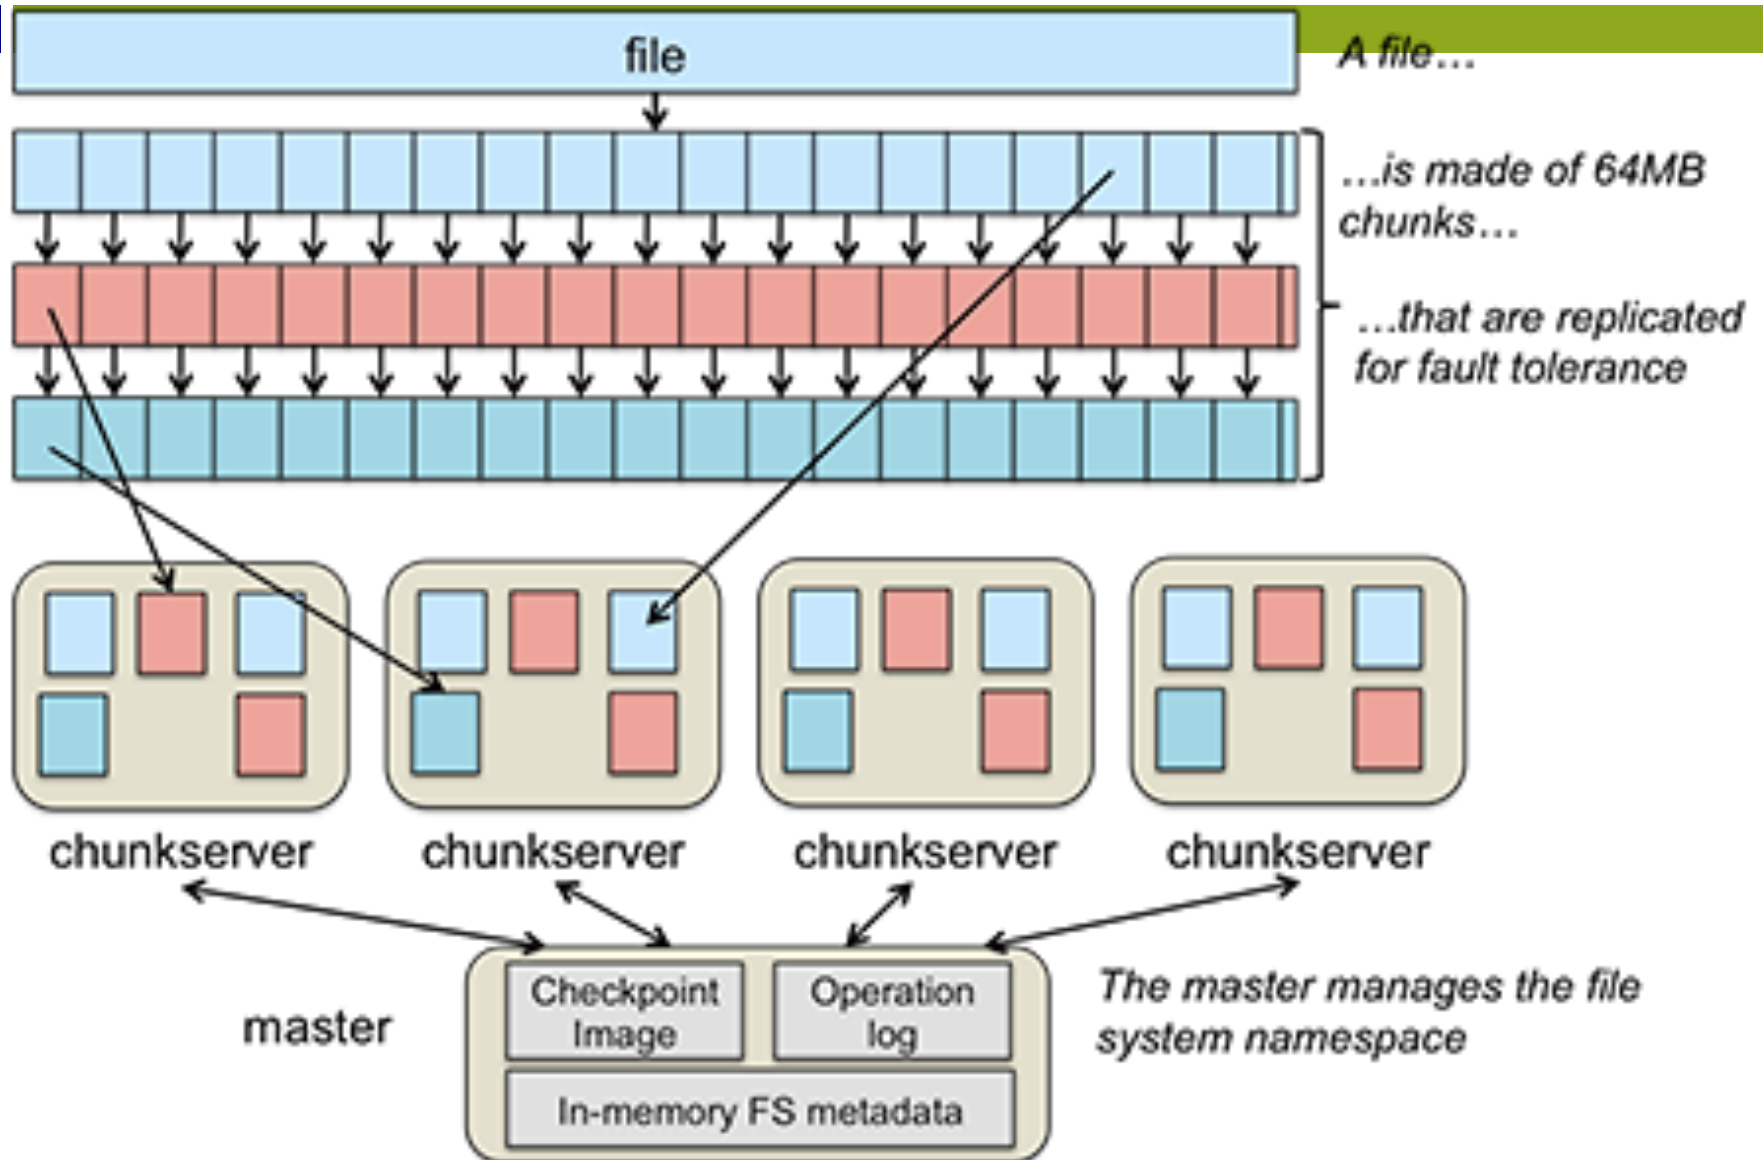 file
A file...
...is made of 64MB
chunks...
...that are replicated
for fault tolerance
chunkserver
chunkserver
chunkserver
chunkserver
master
Checkpoint
Image
Operation
log
In-memory FS metadata
The master manages the file
system namespace